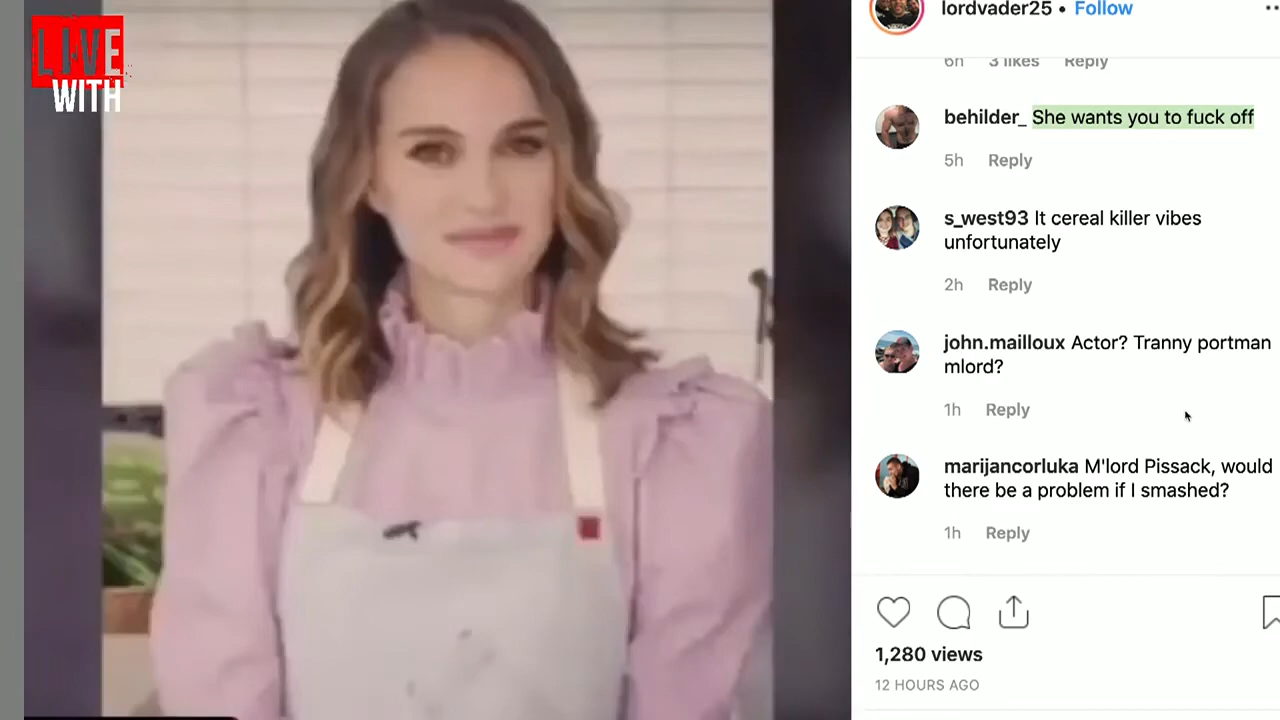 LIVE
WITH
lordvader25 • Follow
6h 3 likes Reply
behilder_ She wants you to fuck off
5h Reply
s_west93 It cereal killer vibes
unfortunately
2h Reply
john.mailloux Actor? Tranny portman
mlord?
1h Reply
marijancorluka M'lord Pissack, would
there be a problem if I smashed?
1h Reply
1,280 views
12 HOURS AGO